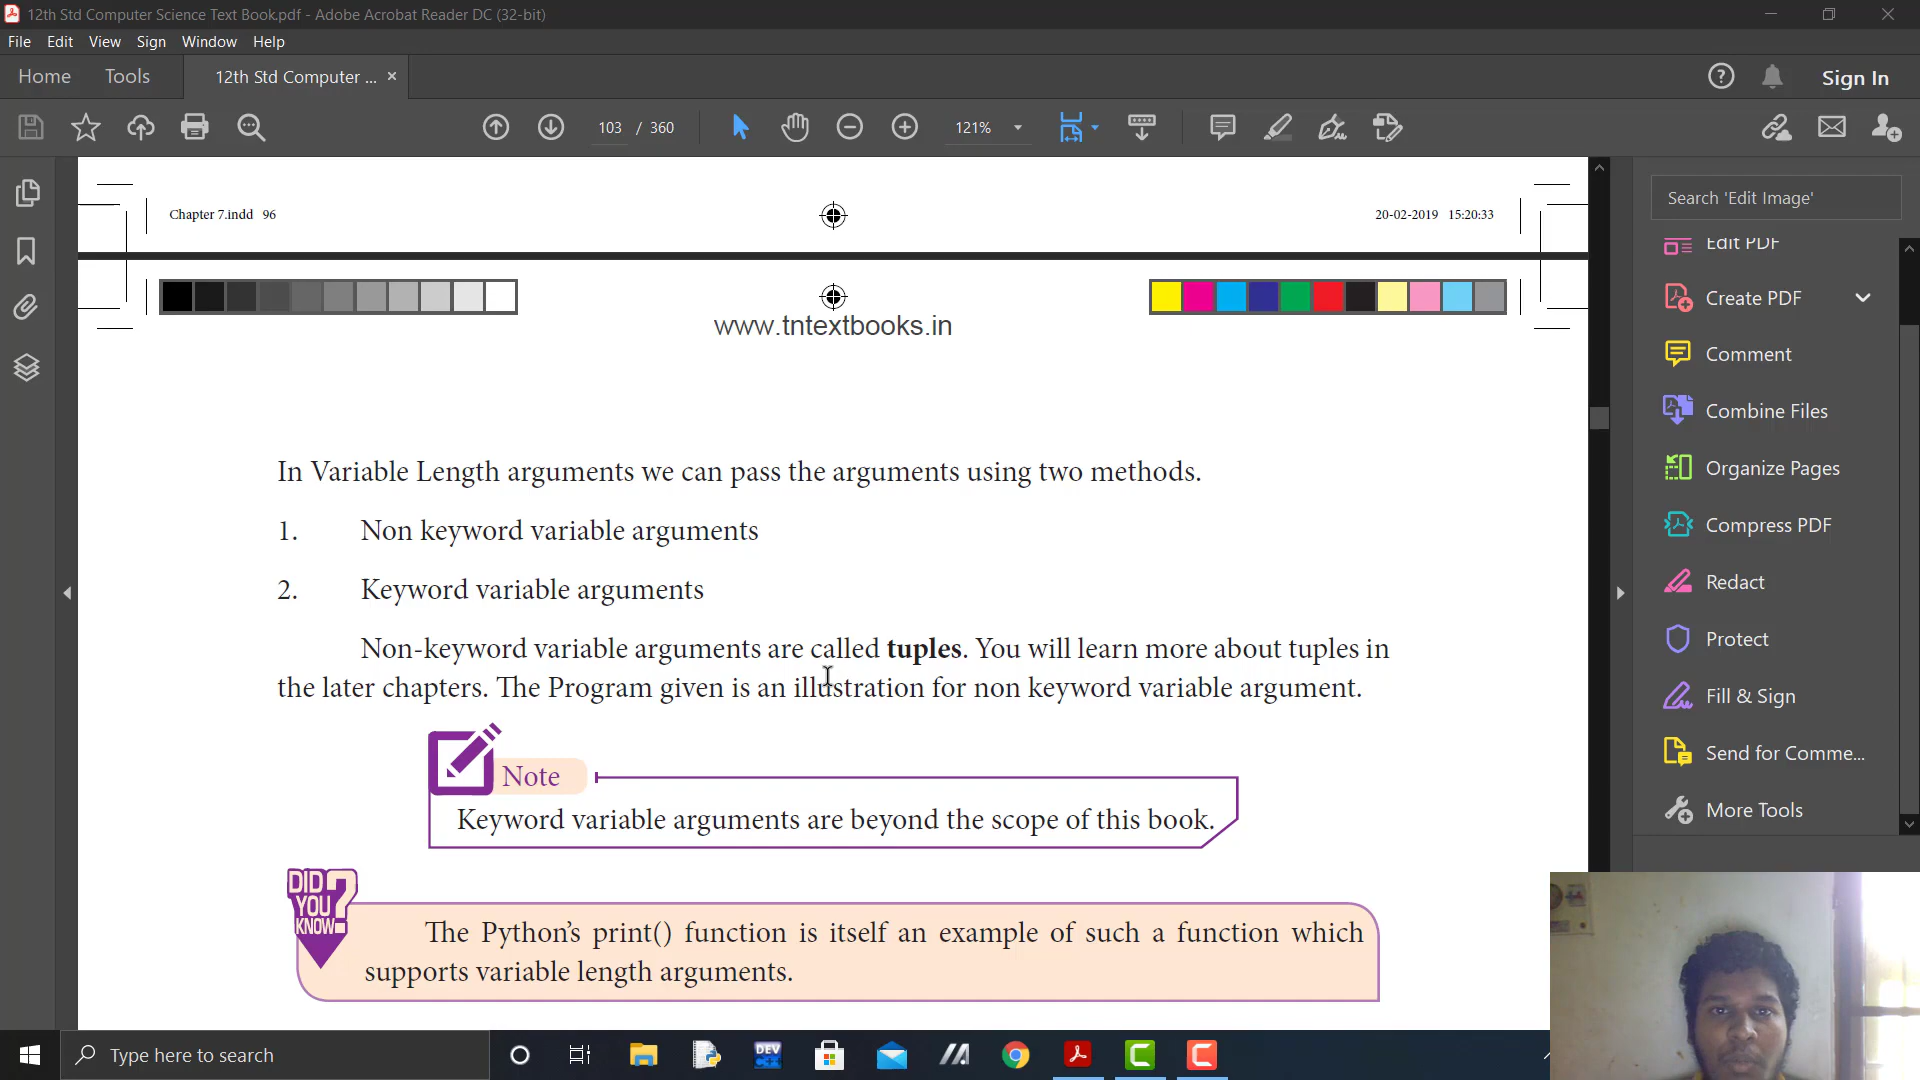 12th Std Computer Science Text Book.pdf - Adobe Acrobat Reader DC (32-bit)
File Edit View Sign Window Help
Home Tools 12th Std Computer ... × Sign In
103 / 360 121%
Chapter 7.indd 96 20-02-2019 15:20:33
Search 'Edit Image'
Edit PDF
Create PDF
Comment
Combine Files
Organize Pages
Compress PDF
Redact
Protect
Fill & Sign
Send for Comme...
More Tools
www.tntextbooks.in
In Variable Length arguments we can pass the arguments using two methods.
1. Non keyword variable arguments
2. Keyword variable arguments
Non-keyword variable arguments are called tuples. You will learn more about tuples in
the later chapters. The Program given is an illustration for non keyword variable argument.
Note
Keyword variable arguments are beyond the scope of this book.
DID
YOU
KNOW?
The Python's print() function is itself an example of such a function which
supports variable length arguments.
Type here to search
DEV
C++